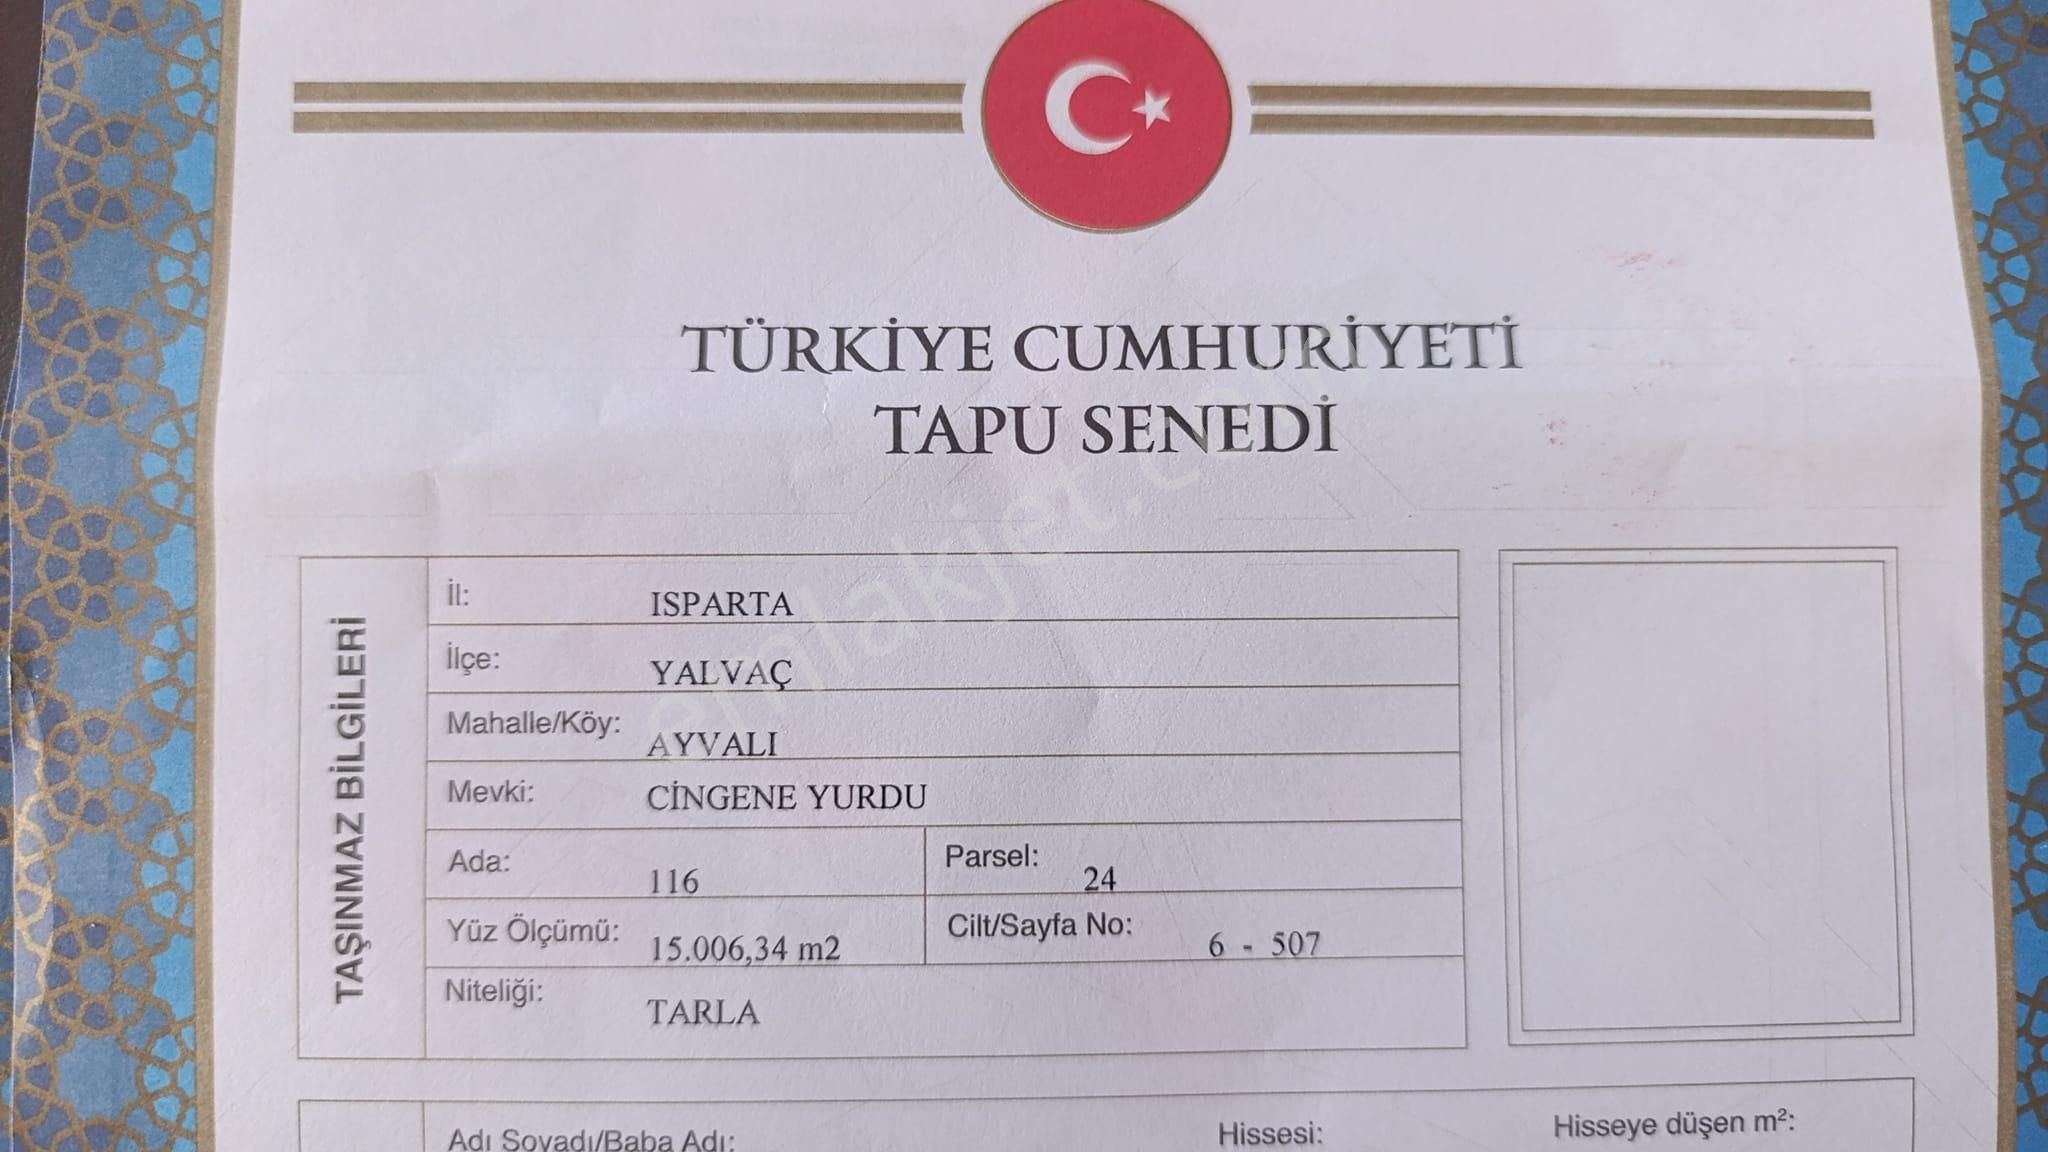 TÜRKİYE CUMHURİYETİ
TAPU SENEDİ
TAŞINMAZ BİLGİLERİ
İl: ISPARTA
İlçe: YALVAÇ
Mahalle/Köy: AYVALI
Mevki: CİNGENE YURDU
Ada: 116 Parsel: 24
Yüz Ölçümü: 15.006,34 m2 Cilt/Sayfa No: 6 - 507
Niteliği: TARLA
Adı Soyadı/Baba Adı: Hissesi: Hisseye düşen m²:
emlakjet.com